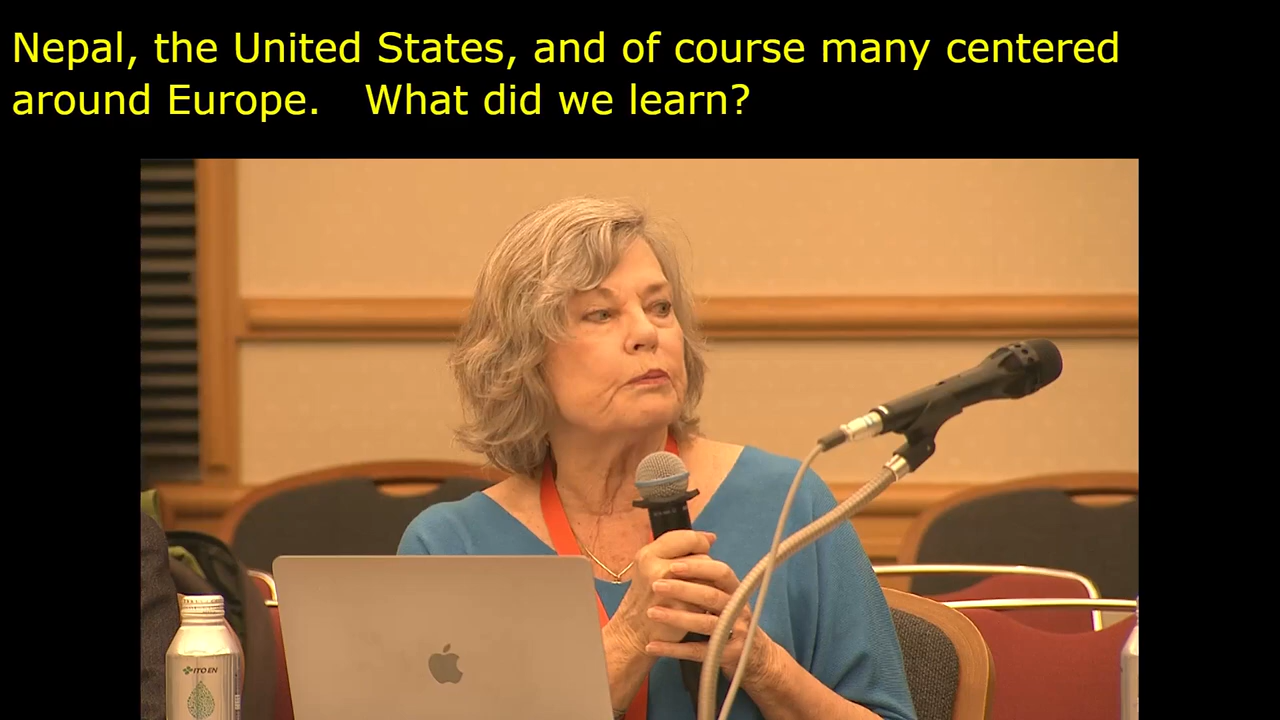 Nepal, the United States, and of course many centered
around Europe. What did we learn?
ITO EN